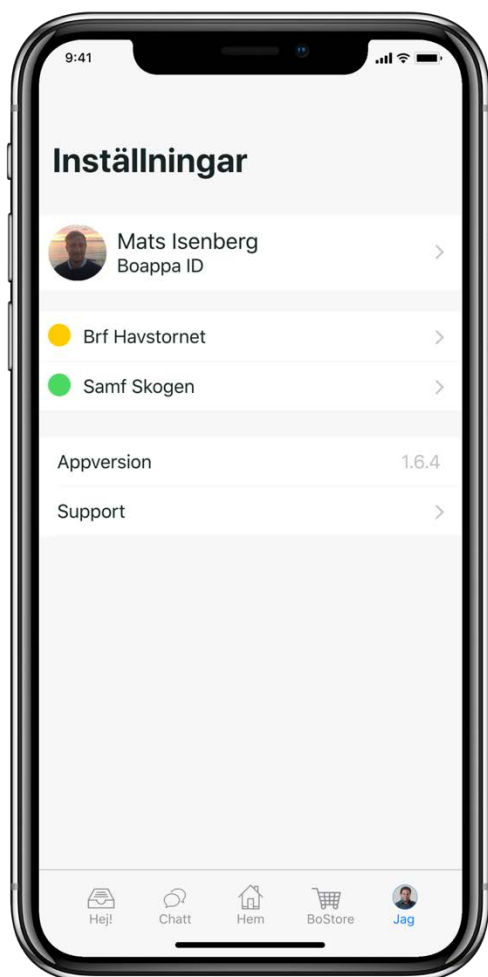 9:41
Inställningar
Mats Isenberg
Boappa ID
Brf Havstornet
Samf Skogen
Appversion 1.6.4
Support
Hej! Chatt Hem BoStore Jag